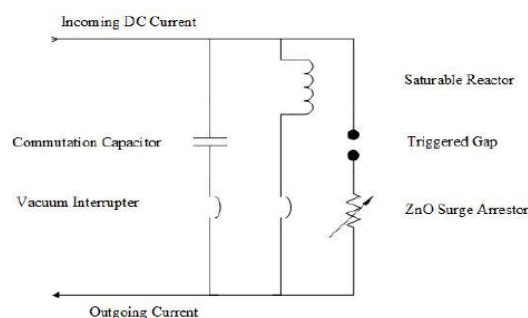 Incoming DC Current
Saturable Reactor
Commutation Capacitor
Triggered Gap
Vacuum Interrupter
ZnO Surge Arrestor
Outgoing Current